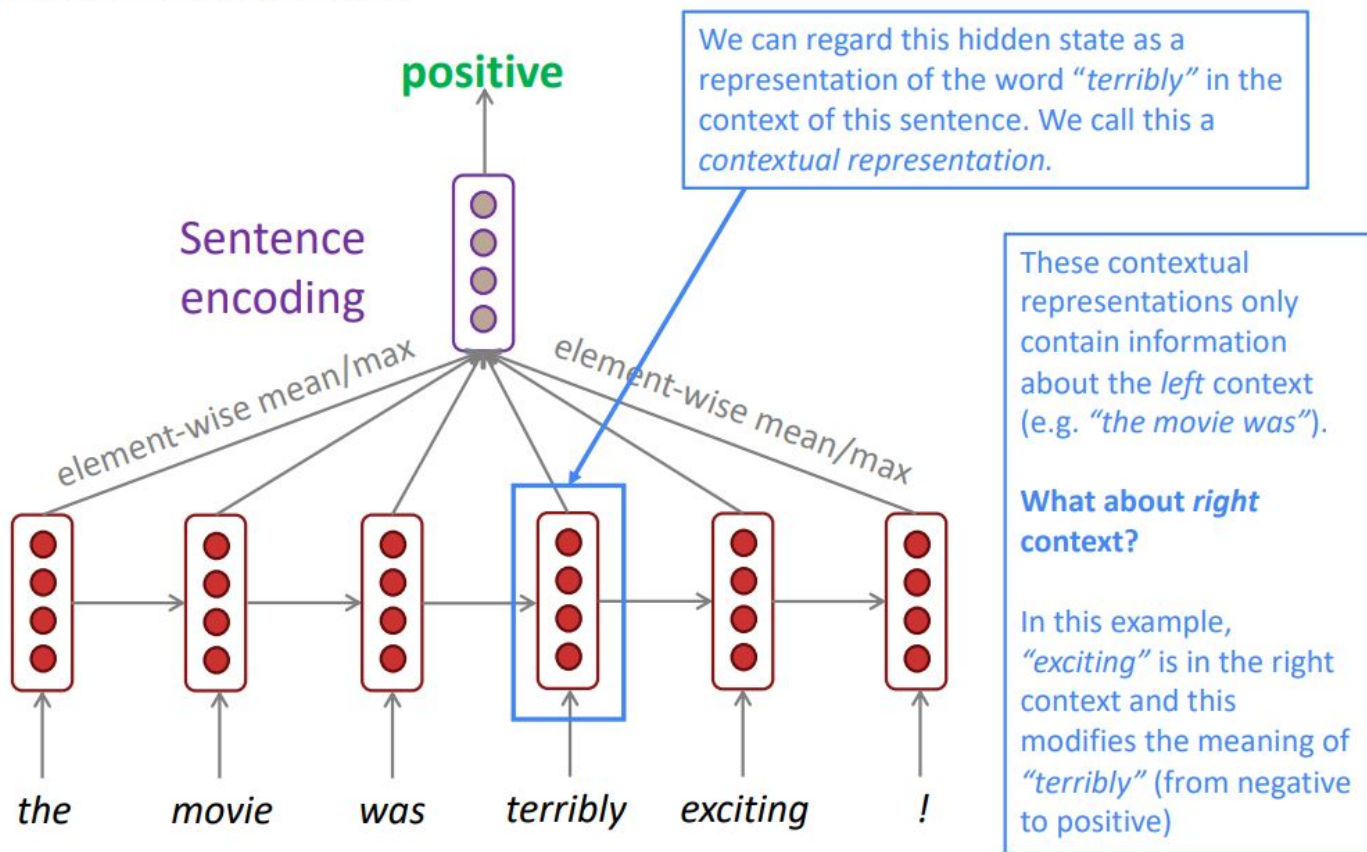 We can regard this hidden state as a
representation of the word “terribly” in the
context of this sentence. We call this a
contextual representation.
positive
Sentence
encoding
element-wise mean/max
element-wise mean/max
These contextual
representations only
contain information
about the left context
(e.g. “the movie was”).
What about right
context?
In this example,
“exciting” is in the right
context and this
modifies the meaning of
“terribly” (from negative
to positive)
the movie was terribly exciting !